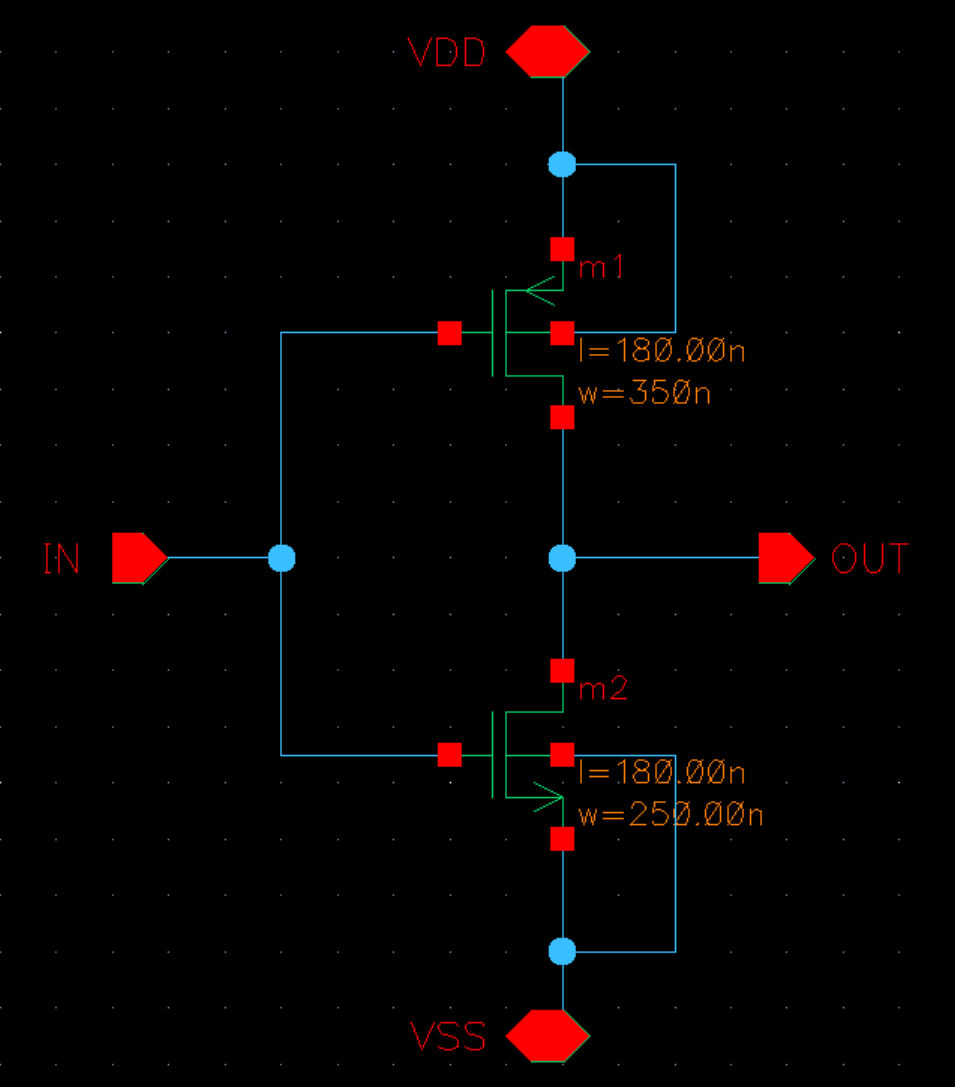 VDD
m1
l=180.00n
w=350n
IN
OUT
m2
l=180.00n
w=250.00n
VSS